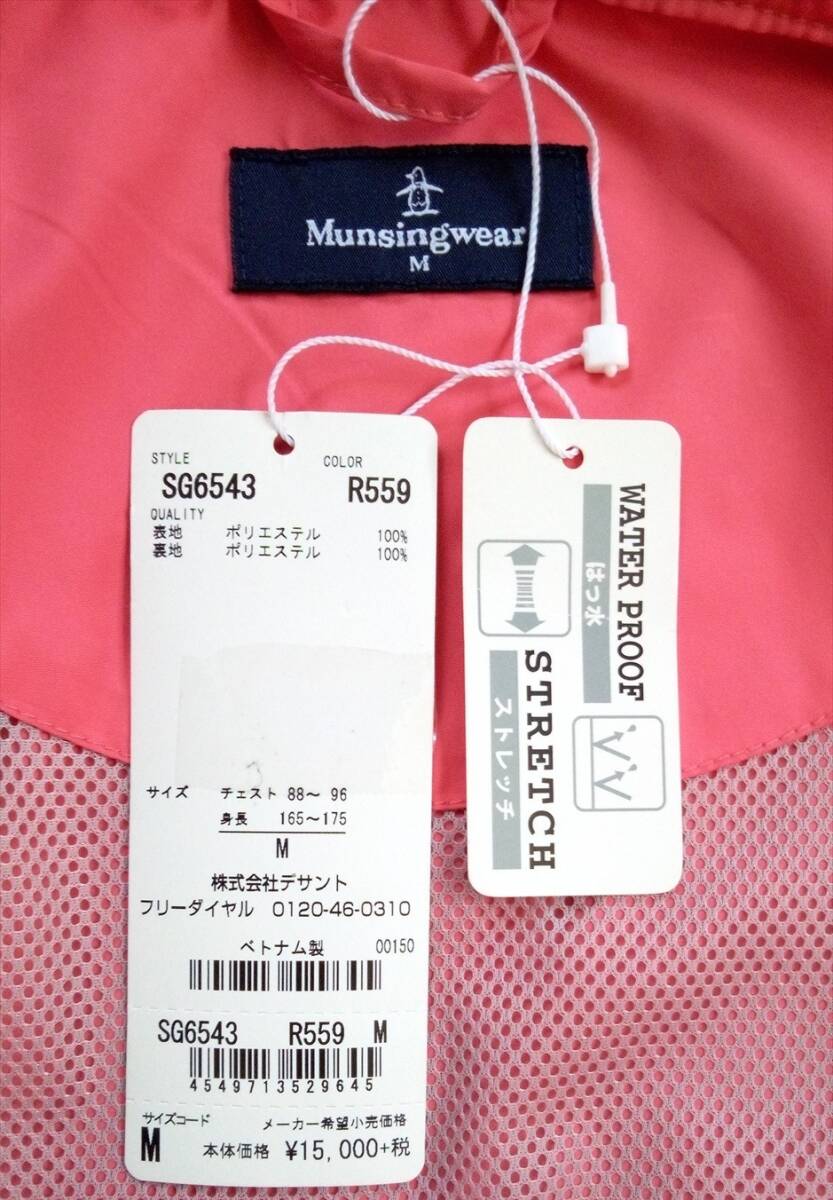 Munsingwear
M
STYLE COLOR
SG6543 R559
QUALITY
表地 ポリエステル 100%
裏地 ポリエステル 100%
サイズ チェスト 88～ 96
身長 165～175
M
株式会社デサント
フリーダイヤル 0120-46-0310
ベトナム製 00150
SG6543 R559 M
4549713529645
サイズコード メーカー希望小売価格
M 本体価格 ¥15,000+税
WATER PROOF
はっ水
STRETCH
ストレッチ